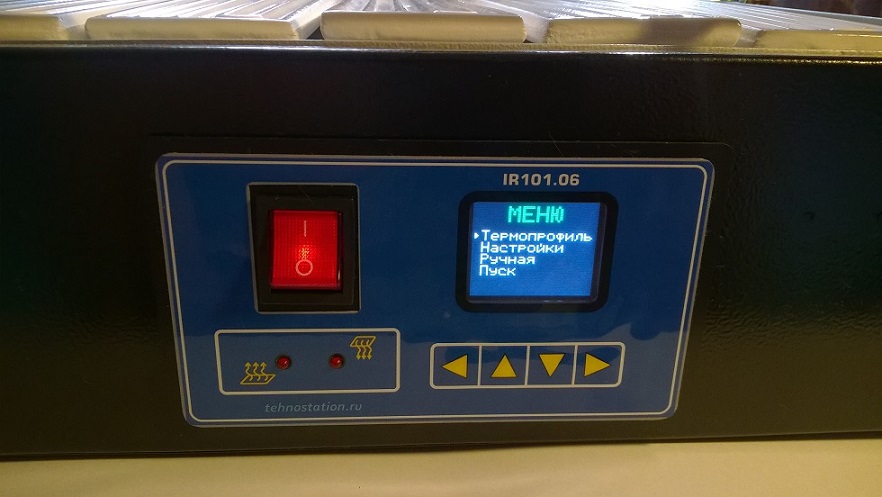 IR101.06
МЕНЮ
Термопрофиль
Настройки
Ручная
Пуск
tehnostation.ru